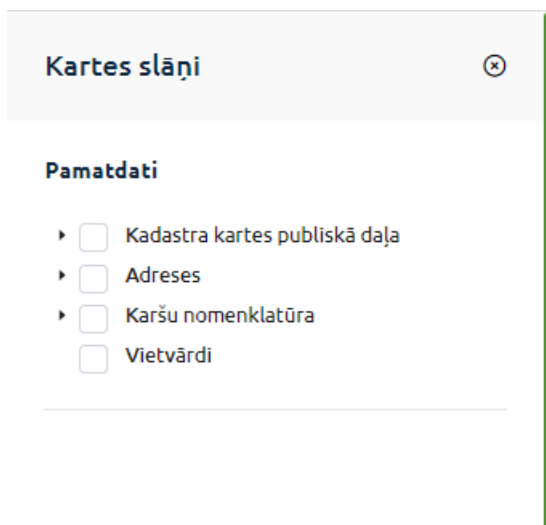 Kartes slāņi
Pamatdati
Kadastra kartes publiskā daļa
Adreses
Karšu nomenklatūra
Vietvārdi